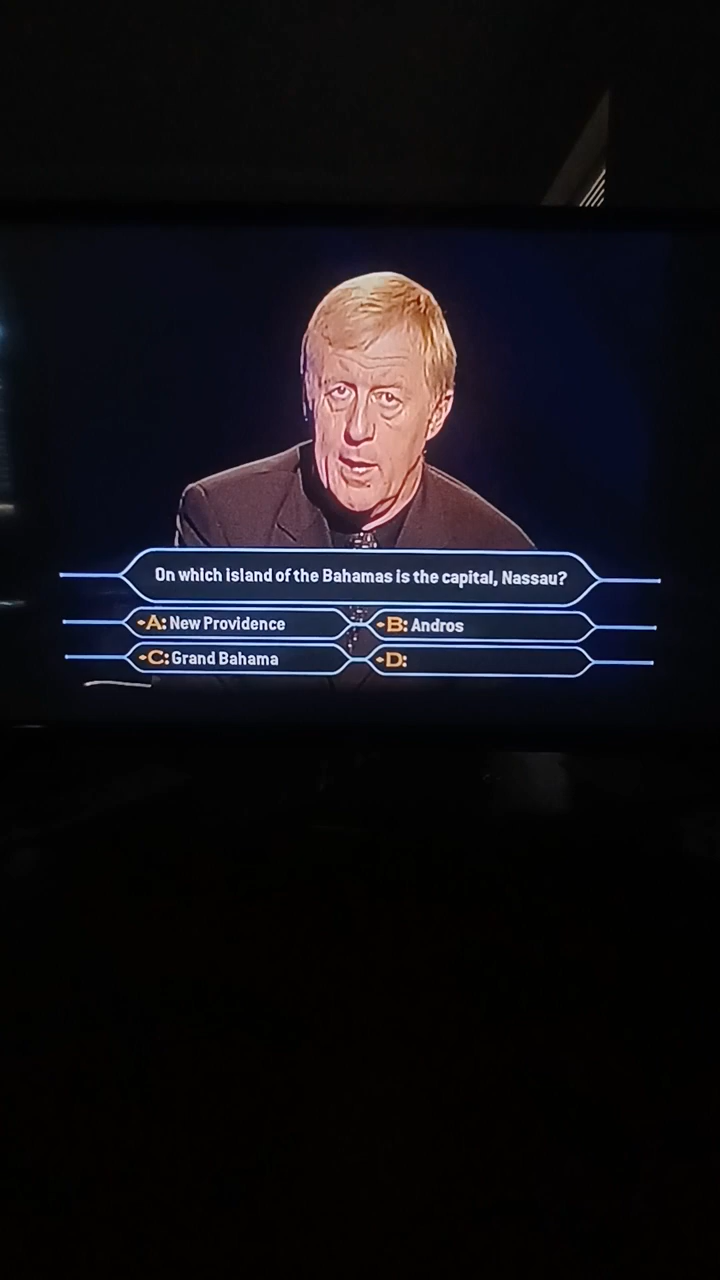 On which island of the Bahamas is the capital, Nassau?
A: New Providence
B: Andros
C: Grand Bahama
D: